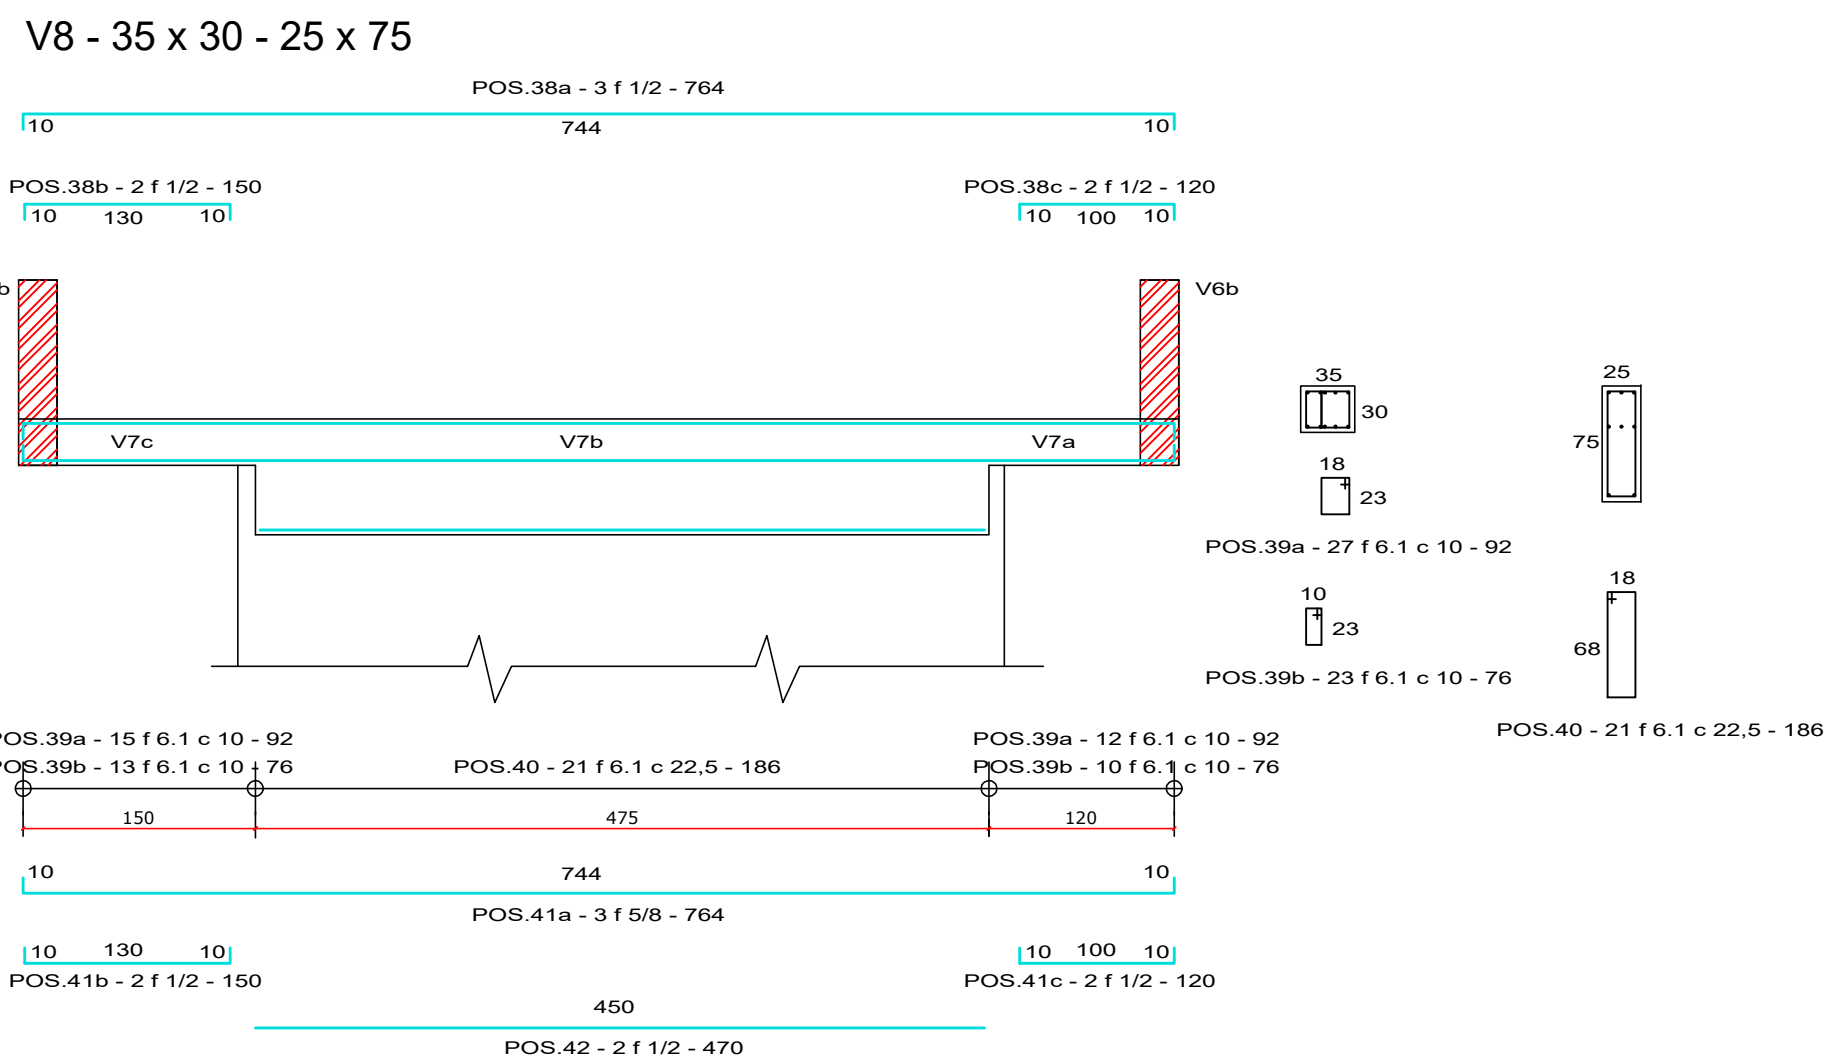 V8 - 35 x 30 - 25 x 75
POS.38a - 3 f 1/2 - 764
10 744 10
POS.38b - 2 f 1/2 - 150 POS.38c - 2 f 1/2 - 120
10 130 10 10 100 10
b V6b
35 25
30
V7c V7b V7a 75
18
23
POS.39a - 27 f 6.1 c 10 - 92
10 18
23 68
POS.39b - 23 f 6.1 c 10 - 76
POS.40 - 21 f 6.1 c 22,5 - 186
POS.39a - 15 f 6.1 c 10 - 92 POS.39a - 12 f 6.1 c 10 - 92
POS.39b - 13 f 6.1 c 10 - 76 POS.40 - 21 f 6.1 c 22,5 - 186 POS.39b - 10 f 6.1 c 10 - 76
150 475 120
10 744 10
POS.41a - 3 f 5/8 - 764
10 130 10 10 100 10
POS.41b - 2 f 1/2 - 150 POS.41c - 2 f 1/2 - 120
450
POS.42 - 2 f 1/2 - 470